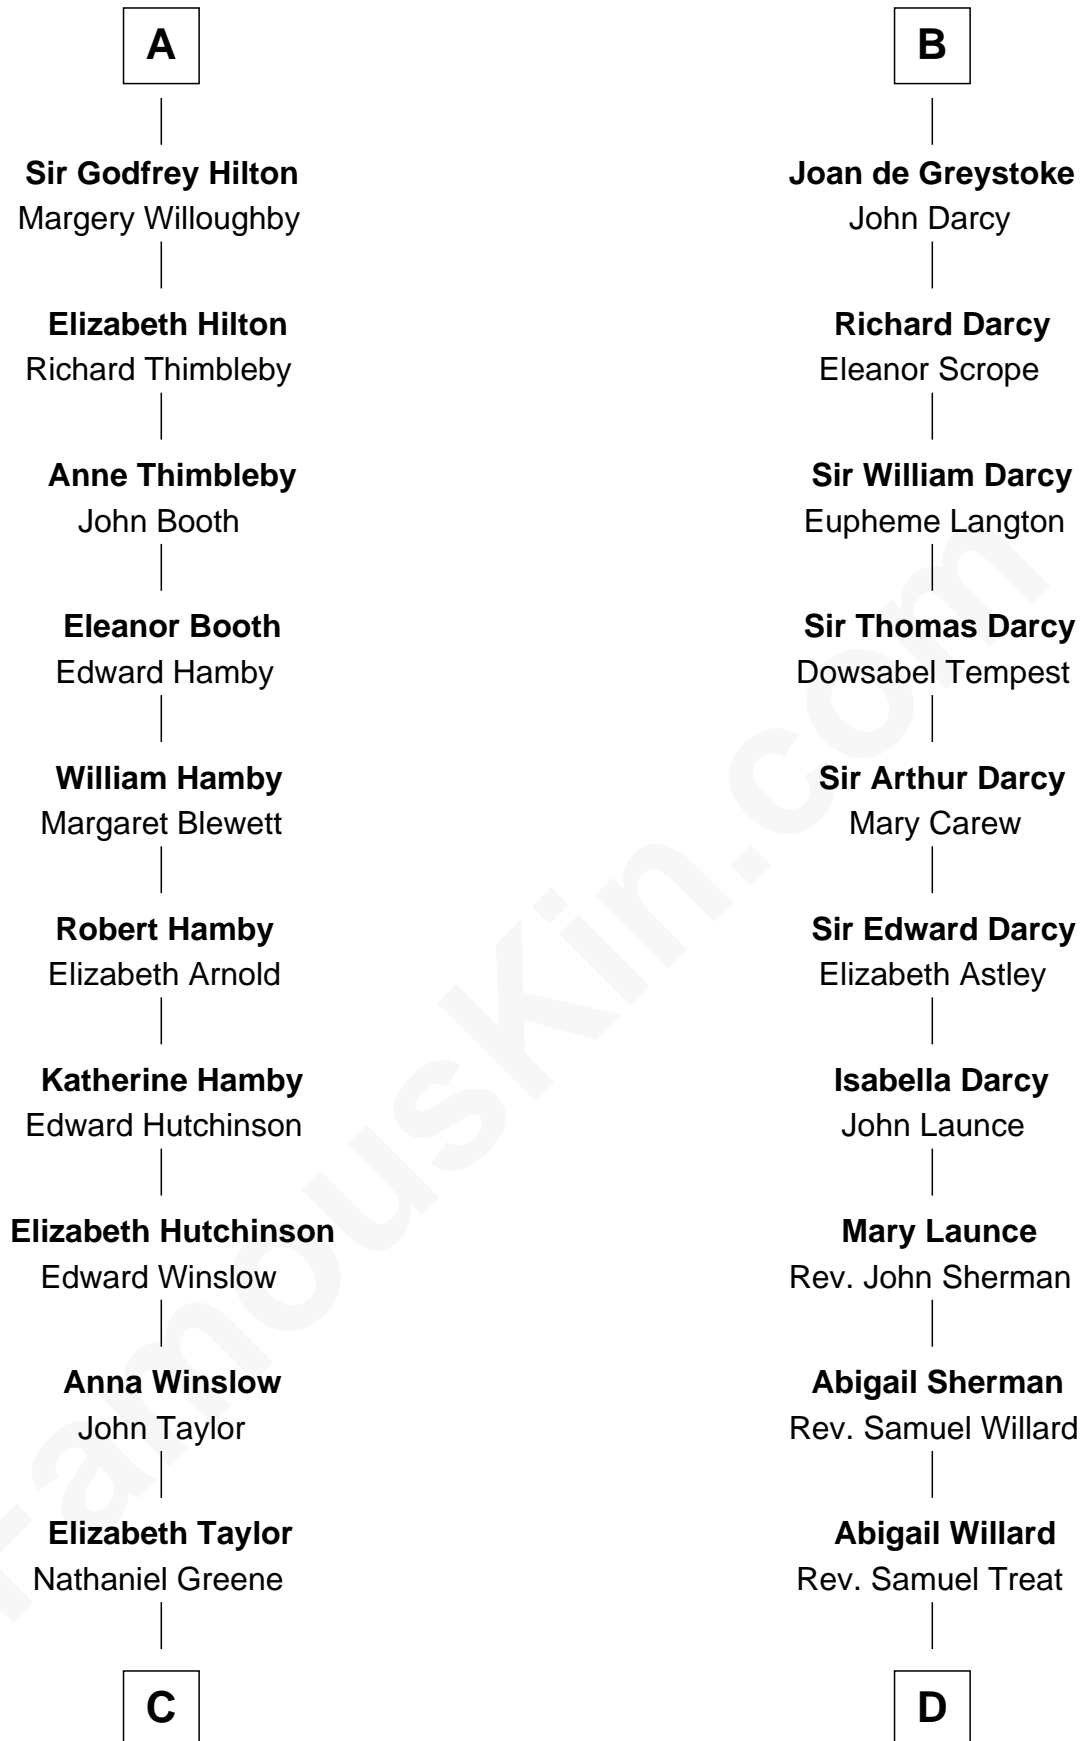 A
Sir Godfrey Hilton
Margery Willoughby
Elizabeth Hilton
Richard Thimbleby
Anne Thimbleby
John Booth
Eleanor Booth
Edward Hamby
William Hamby
Margaret Blewett
Robert Hamby
Elizabeth Arnold
Katherine Hamby
Edward Hutchinson
Elizabeth Hutchinson
Edward Winslow
Anna Winslow
John Taylor
Elizabeth Taylor
Nathaniel Greene
C
B
Joan de Greystoke
John Darcy
Richard Darcy
Eleanor Scrope
Sir William Darcy
Eupheme Langton
Sir Thomas Darcy
Dowsabel Tempest
Sir Arthur Darcy
Mary Carew
Sir Edward Darcy
Elizabeth Astley
Isabella Darcy
John Launce
Mary Launce
Rev. John Sherman
Abigail Sherman
Rev. Samuel Willard
Abigail Willard
Rev. Samuel Treat
D
FamousKin.com